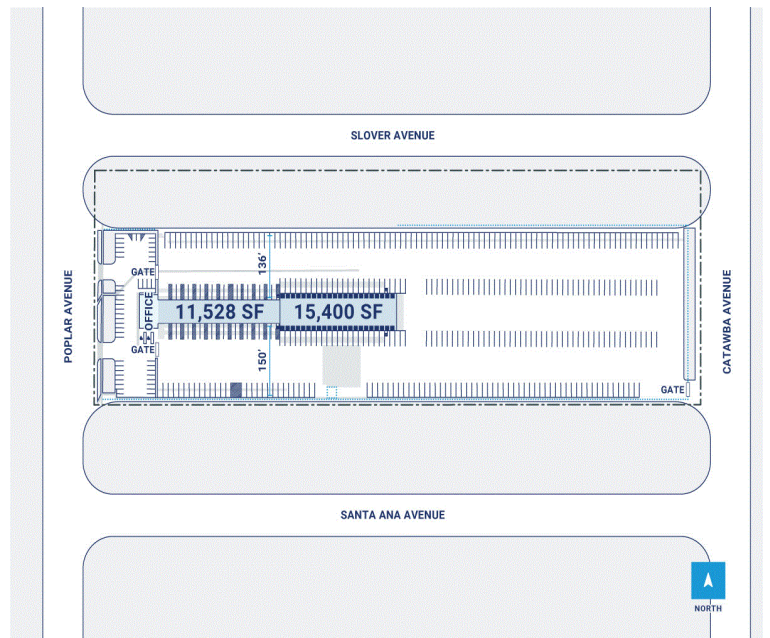 SLOVER AVENUE
136'
GATE
POPLAR AVENUE
OFFICE
11,528 SF
15,400 SF
CATAWBA AVENUE
GATE
150'
GATE
SANTA ANA AVENUE
NORTH